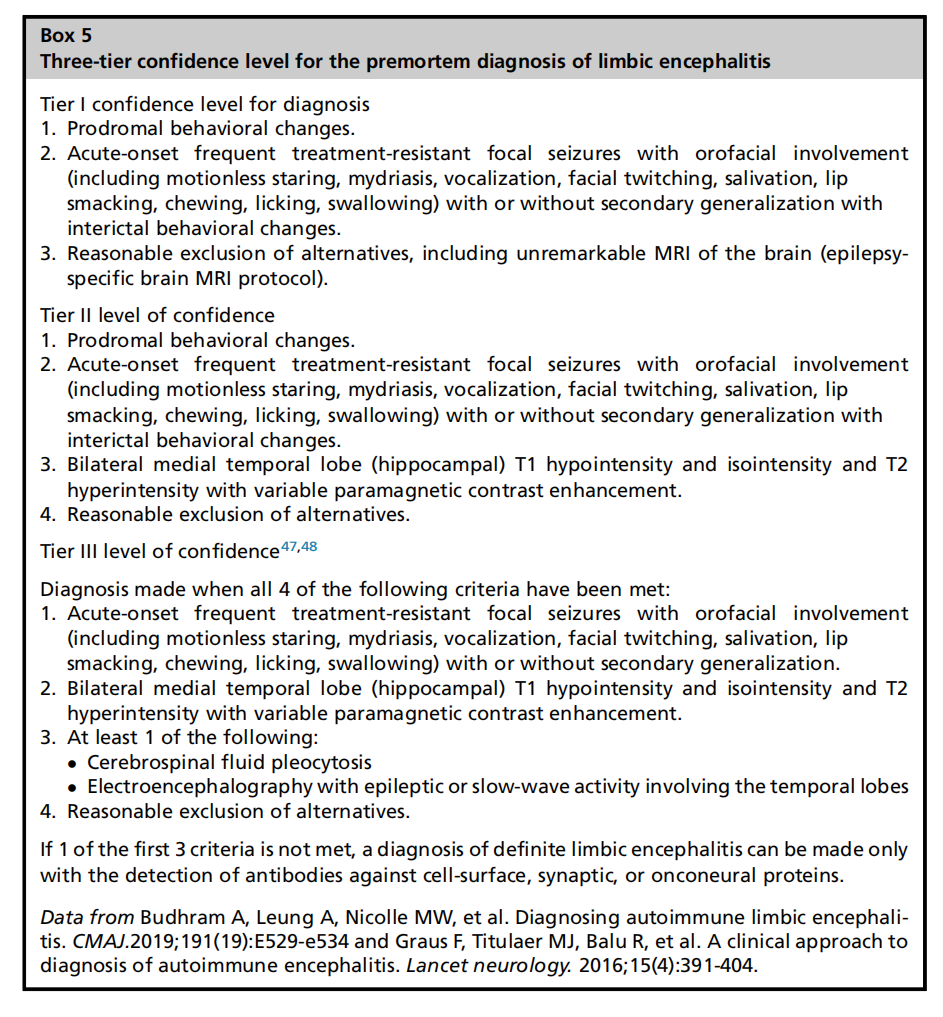 Box 5
Three-tier confidence level for the premortem diagnosis of limbic encephalitis
Tier I confidence level for diagnosis
1. Prodromal behavioral changes.
2. Acute-onset frequent treatment-resistant focal seizures with orofacial involvement
(including motionless staring, mydriasis, vocalization, facial twitching, salivation, lip
smacking, chewing, licking, swallowing) with or without secondary generalization with
interictal behavioral changes.
3. Reasonable exclusion of alternatives, including unremarkable MRI of the brain (epilepsy-
specific brain MRI protocol).
Tier II level of confidence
1. Prodromal behavioral changes.
2. Acute-onset frequent treatment-resistant focal seizures with orofacial involvement
(including motionless staring, mydriasis, vocalization, facial twitching, salivation, lip
smacking, chewing, licking, swallowing) with or without secondary generalization with
interictal behavioral changes.
3. Bilateral medial temporal lobe (hippocampal) T1 hypointensity and isointensity and T2
hyperintensity with variable paramagnetic contrast enhancement.
4. Reasonable exclusion of alternatives.
Tier III level of confidence47,48
Diagnosis made when all 4 of the following criteria have been met:
1. Acute-onset frequent treatment-resistant focal seizures with orofacial involvement
(including motionless staring, mydriasis, vocalization, facial twitching, salivation, lip
smacking, chewing, licking, swallowing) with or without secondary generalization.
2. Bilateral medial temporal lobe (hippocampal) T1 hypointensity and isointensity and T2
hyperintensity with variable paramagnetic contrast enhancement.
3. At least 1 of the following:
• Cerebrospinal fluid pleocytosis
• Electroencephalography with epileptic or slow-wave activity involving the temporal lobes
4. Reasonable exclusion of alternatives.
If 1 of the first 3 criteria is not met, a diagnosis of definite limbic encephalitis can be made only
with the detection of antibodies against cell-surface, synaptic, or onconeural proteins.
Data from Budhram A, Leung A, Nicolle MW, et al. Diagnosing autoimmune limbic encephali-
tis. CMAJ.2019;191(19):E529-e534 and Graus F, Titulaer MJ, Balu R, et al. A clinical approach to
diagnosis of autoimmune encephalitis. Lancet neurology. 2016;15(4):391-404.